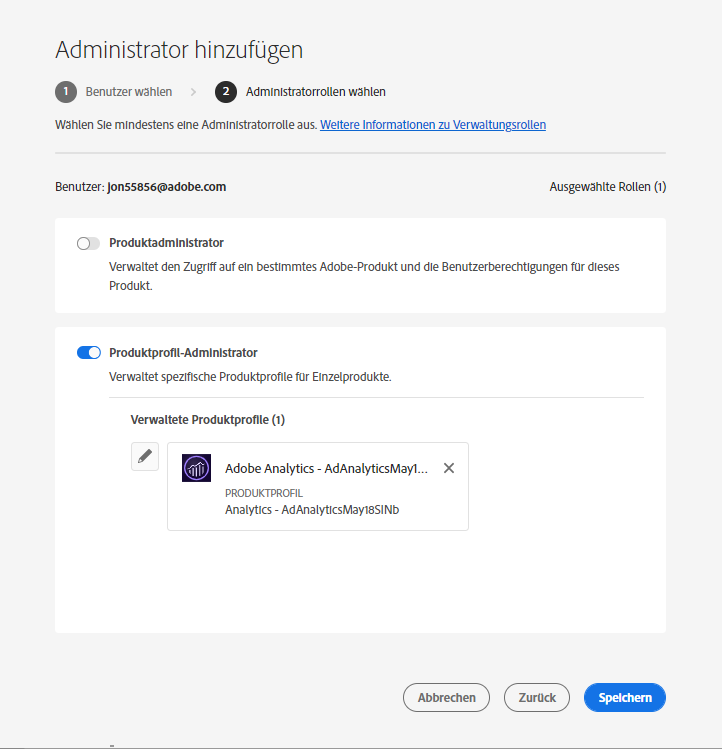 Administrator hinzufügen
1 Benutzer wählen > 2 Administratorrollen wählen
Wählen Sie mindestens eine Administratorrolle aus. Weitere Informationen zu Verwaltungsrollen
Benutzer: jon55856@adobe.com Ausgewählte Rollen (1)
Produktadministrator
Verwaltet den Zugriff auf ein bestimmtes Adobe-Produkt und die Benutzerberechtigungen für dieses
Produkt.
Produktprofil-Administrator
Verwaltet spezifische Produktprofile für Einzelprodukte.
Verwaltete Produktprofile (1)
Adobe Analytics - AdAnalyticsMay1...
PRODUKTPROFIL
Analytics - AdAnalyticsMay18SINb
Abbrechen Zurück Speichern